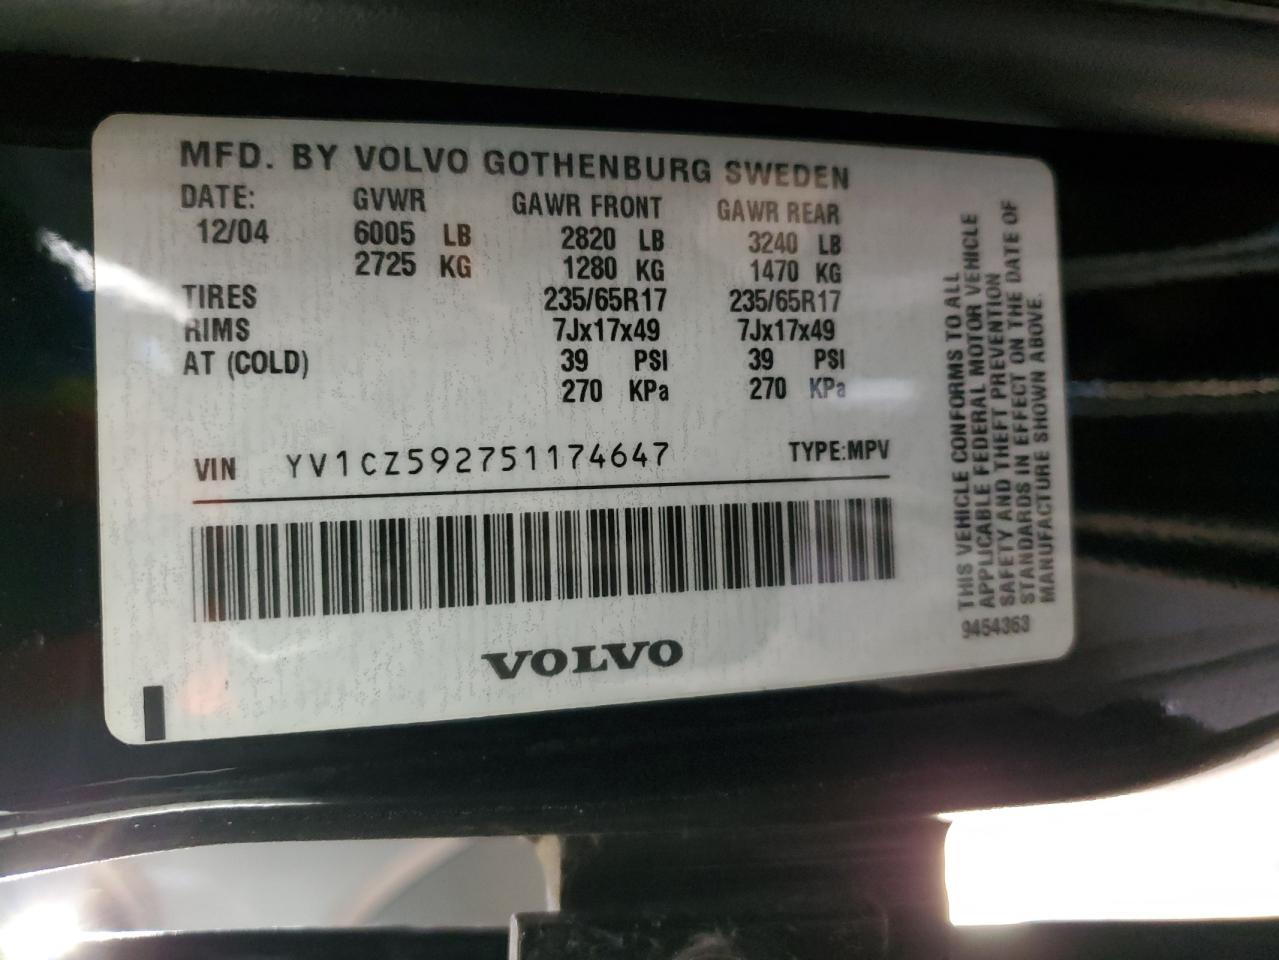 MFD. BY VOLVO GOTHENBURG SWEDEN
DATE: GVWR GAWR FRONT GAWR REAR
12/04 6005 LB 2820 LB 3240 LB
2725 KG 1280 KG 1470 KG
TIRES 235/65R17 235/65R17
RIMS 7Jx17x49 7Jx17x49
AT (COLD) 39 PSI 39 PSI
270 KPa 270 KPa
VIN YV1CZ592751174647 TYPE:MPV
VOLVO
THIS VEHICLE CONFORMS TO ALL
APPLICABLE FEDERAL MOTOR VEHICLE
SAFETY AND THEFT PREVENTION
STANDARDS IN EFFECT ON THE DATE OF
MANUFACTURE SHOWN ABOVE.
9454363